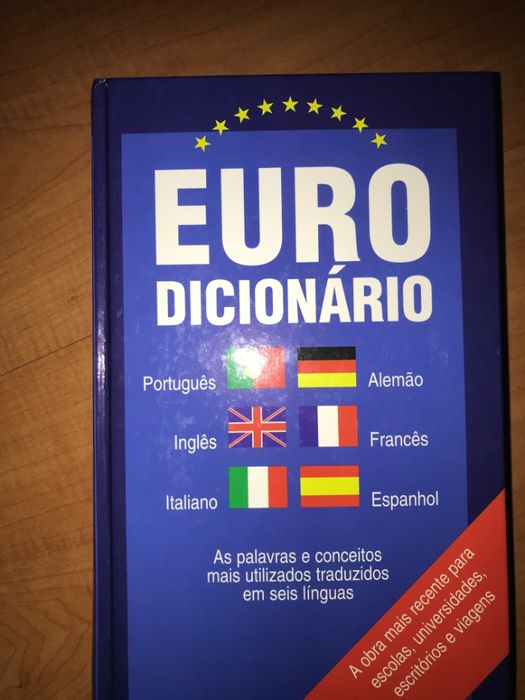 EURO
DICIONÁRIO
Português
Alemão
Inglês
Francês
Italiano
Espanhol
As palavras e conceitos
mais utilizados traduzidos
em seis línguas
A obra mais recente para
escolas, universidades,
escritórios e viagens